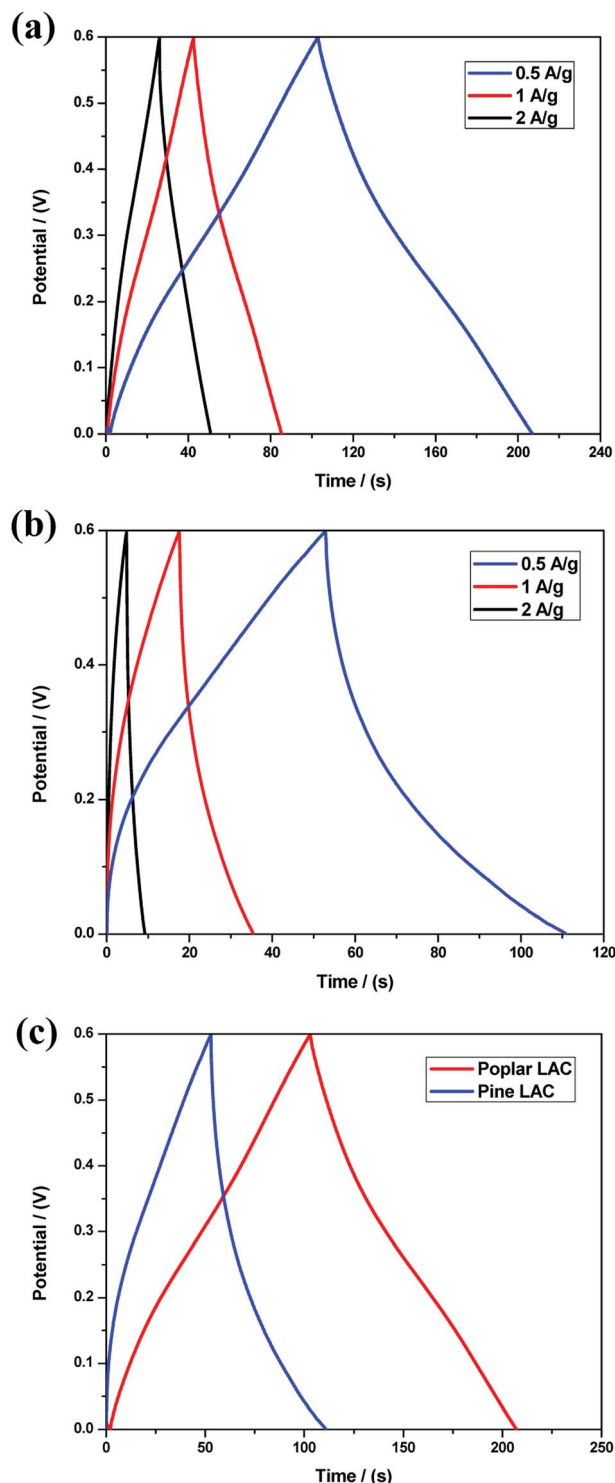 (a)
0.5 A/g
1 A/g
2 A/g
Potential / (V)
0.6
0.5
0.4
0.3
0.2
0.1
0.0
0 40 80 120 160 200 240
Time / (s)
(b)
0.5 A/g
1 A/g
2 A/g
Potential / (V)
0.6
0.4
0.2
0.0
0 20 40 60 80 100 120
Time / (s)
(c)
Poplar LAC
Pine LAC
Potential / (V)
0.6
0.5
0.4
0.3
0.2
0.1
0.0
0 50 100 150 200 250
Time / (s)